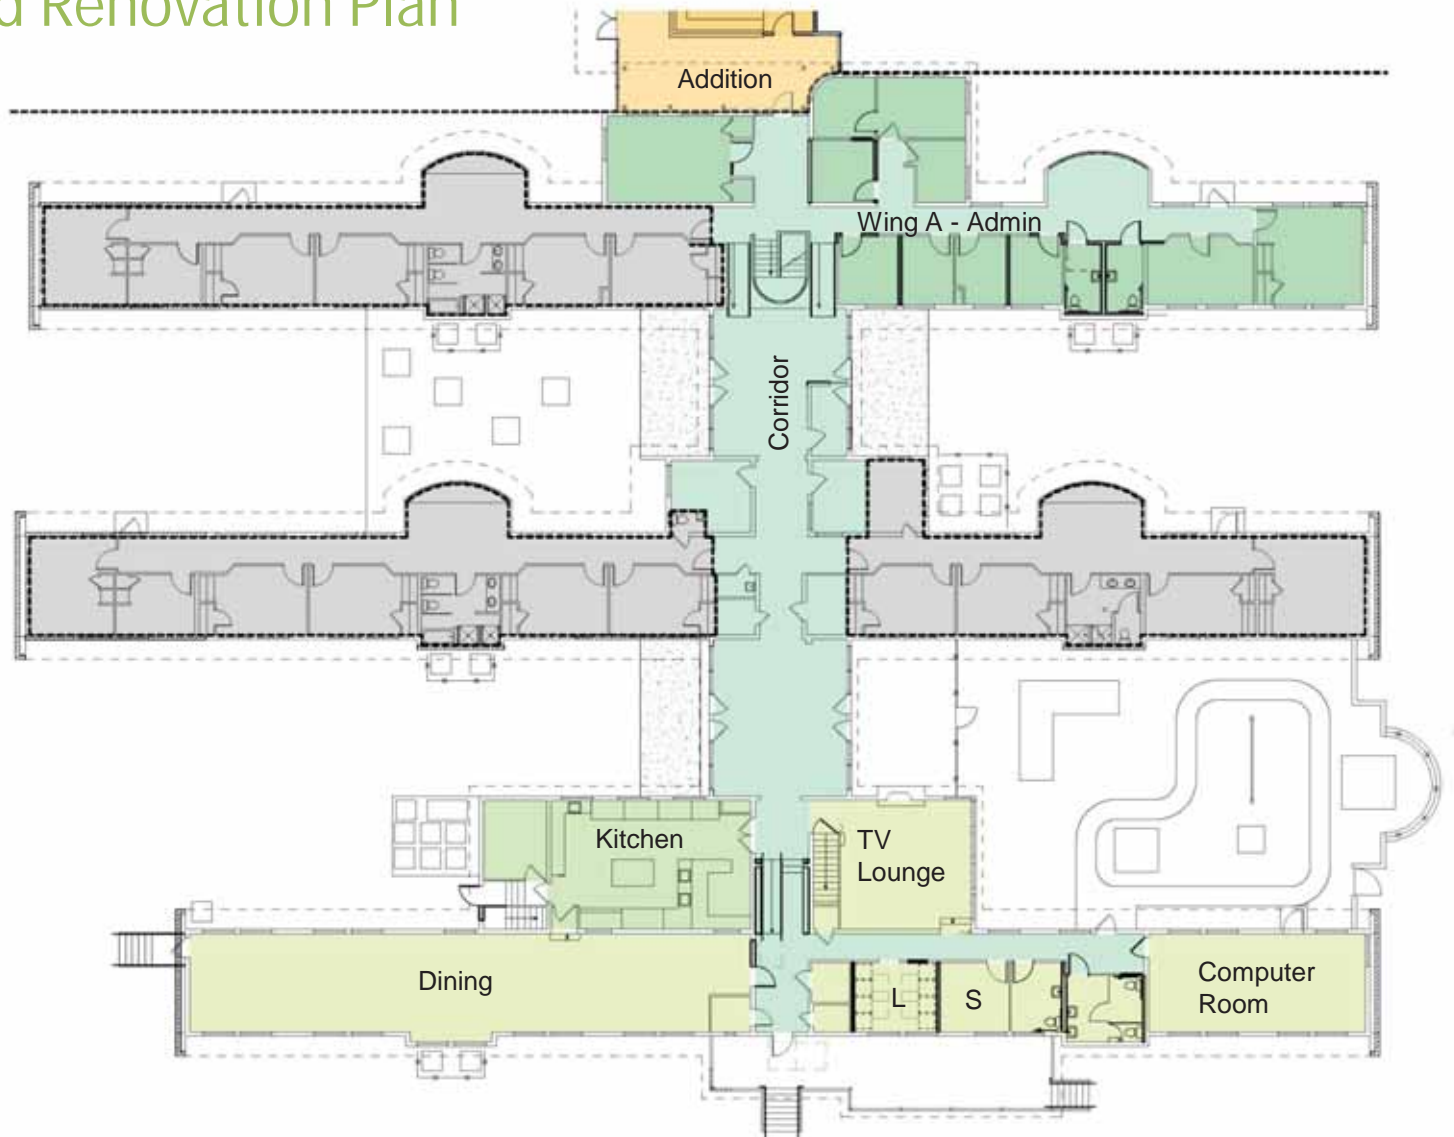 d Renovation Plan
Addition
Wing A - Admin
Corridor
Kitchen
TV
Lounge
Dining
L
S
Computer
Room